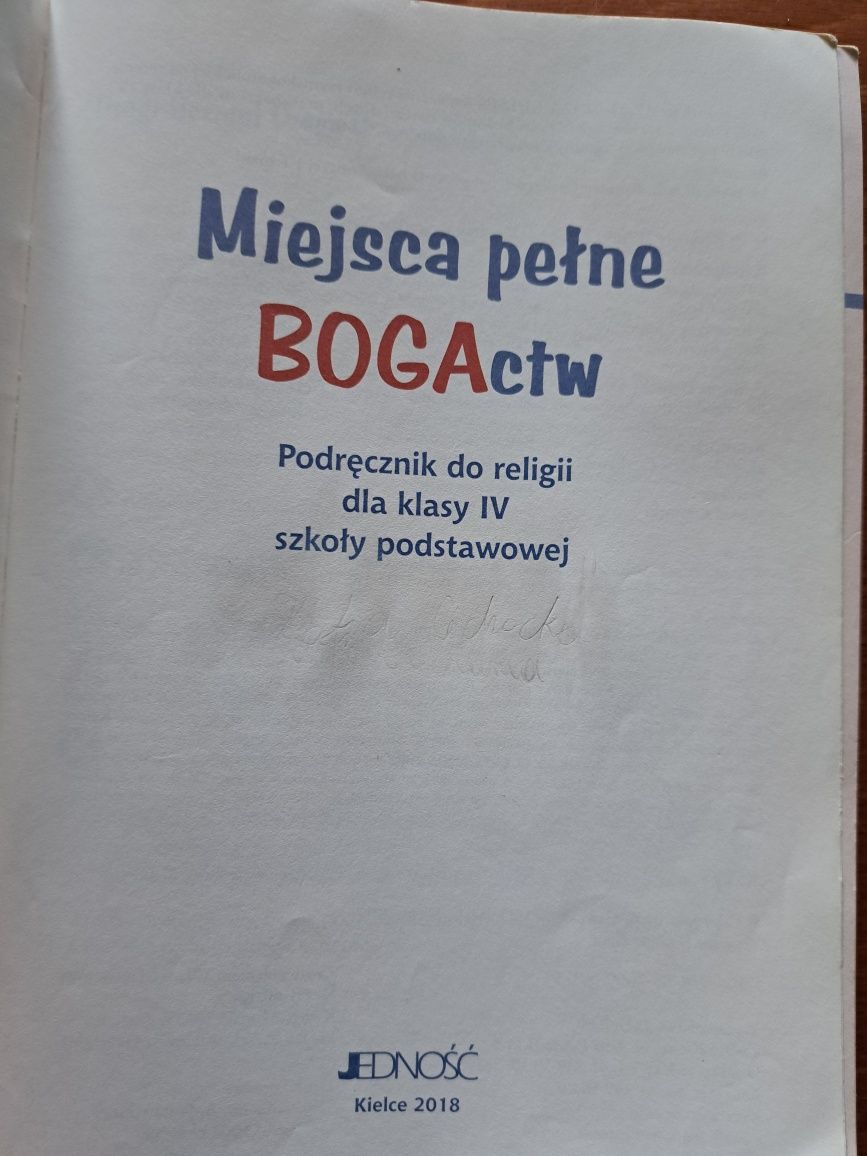 Miejsca pełne
BOGActw
Podręcznik do religii
dla klasy IV
szkoły podstawowej
JEDNOŚĆ
Kielce 2018